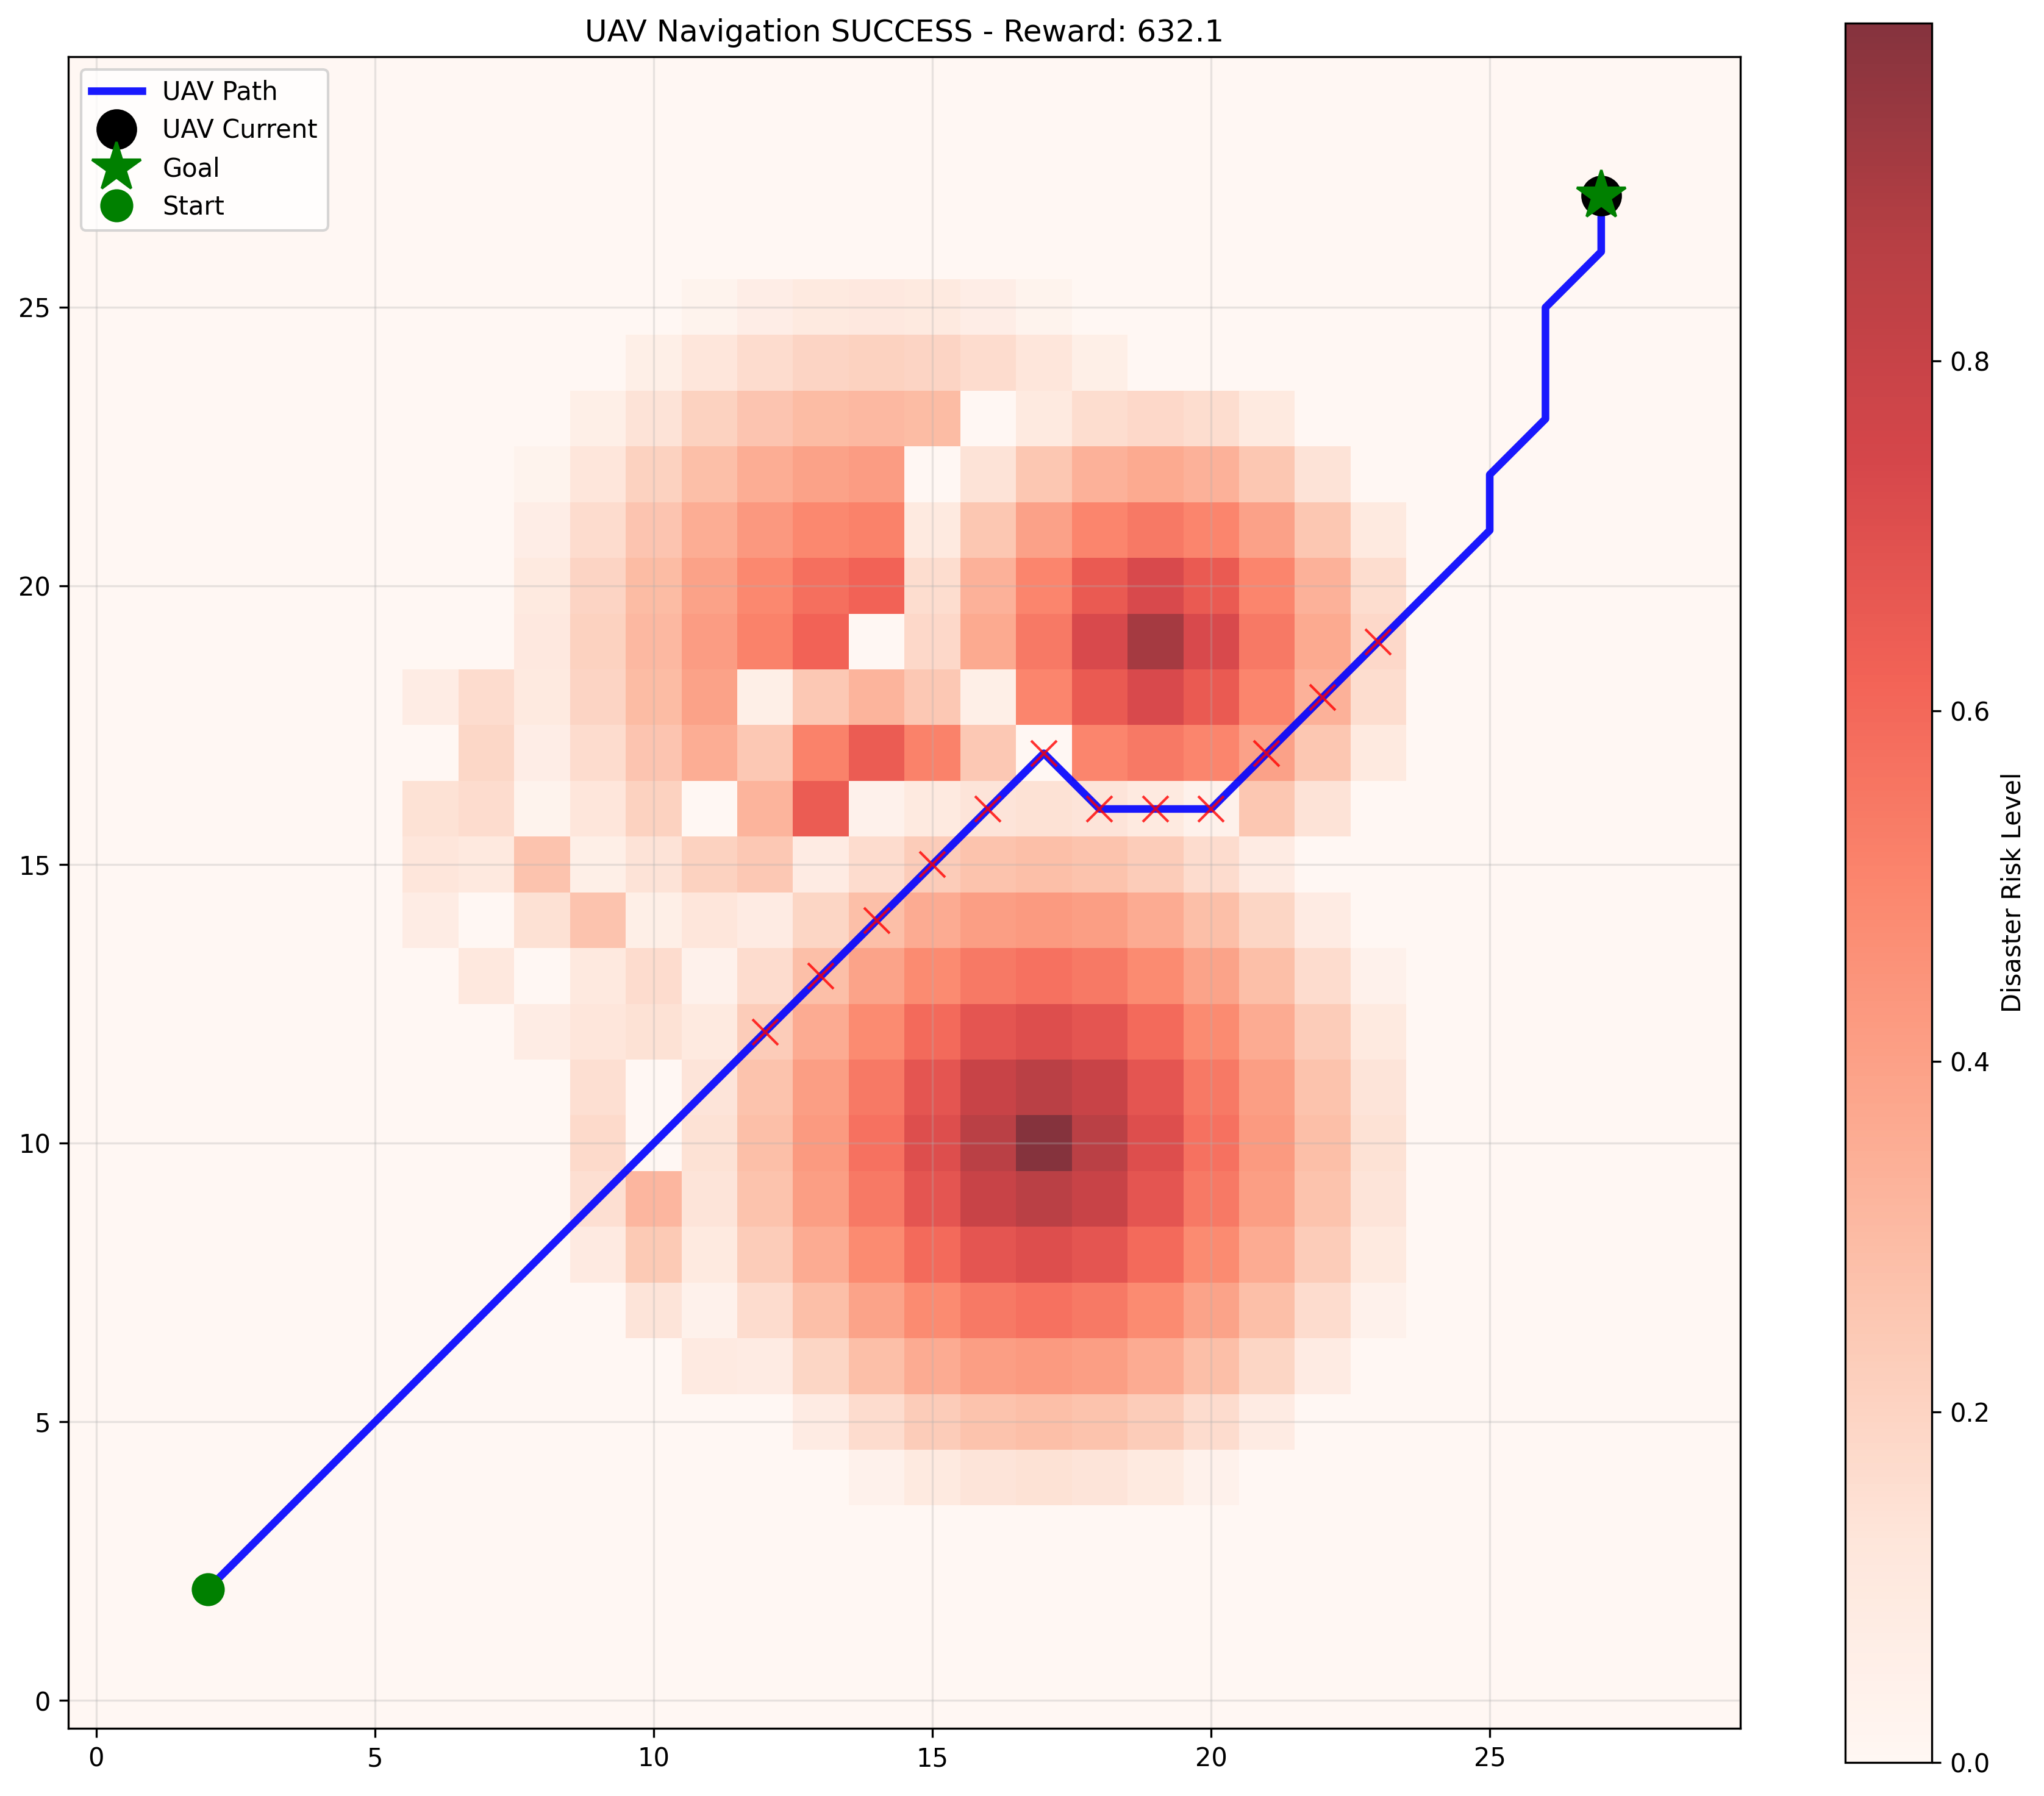 UAV Navigation SUCCESS - Reward: 632.1
UAV Path
UAV Current
Goal
Start
25
20
15
10
5
0
0
5
10
15
20
25
0.8
0.6
0.4
0.2
0.0
Disaster Risk Level